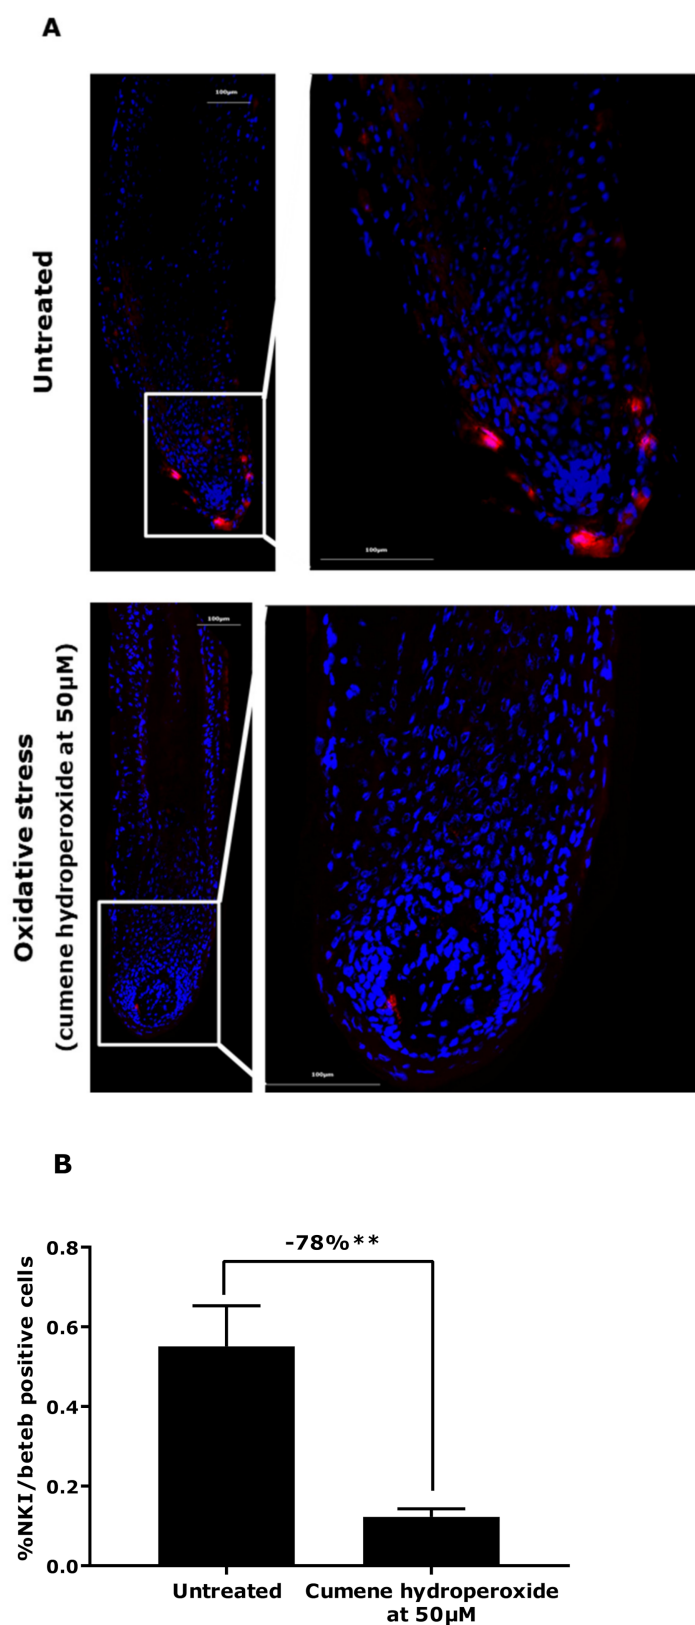 A
100µm
100µm
Untreated
100µm
100µm
Oxidative stress
(cumene hydroperoxide at 50µM)
B
-78%**
%NKI/beteb positive cells
0.8
0.6
0.4
0.2
0.0
Untreated
Cumene hydroperoxide
at 50µM